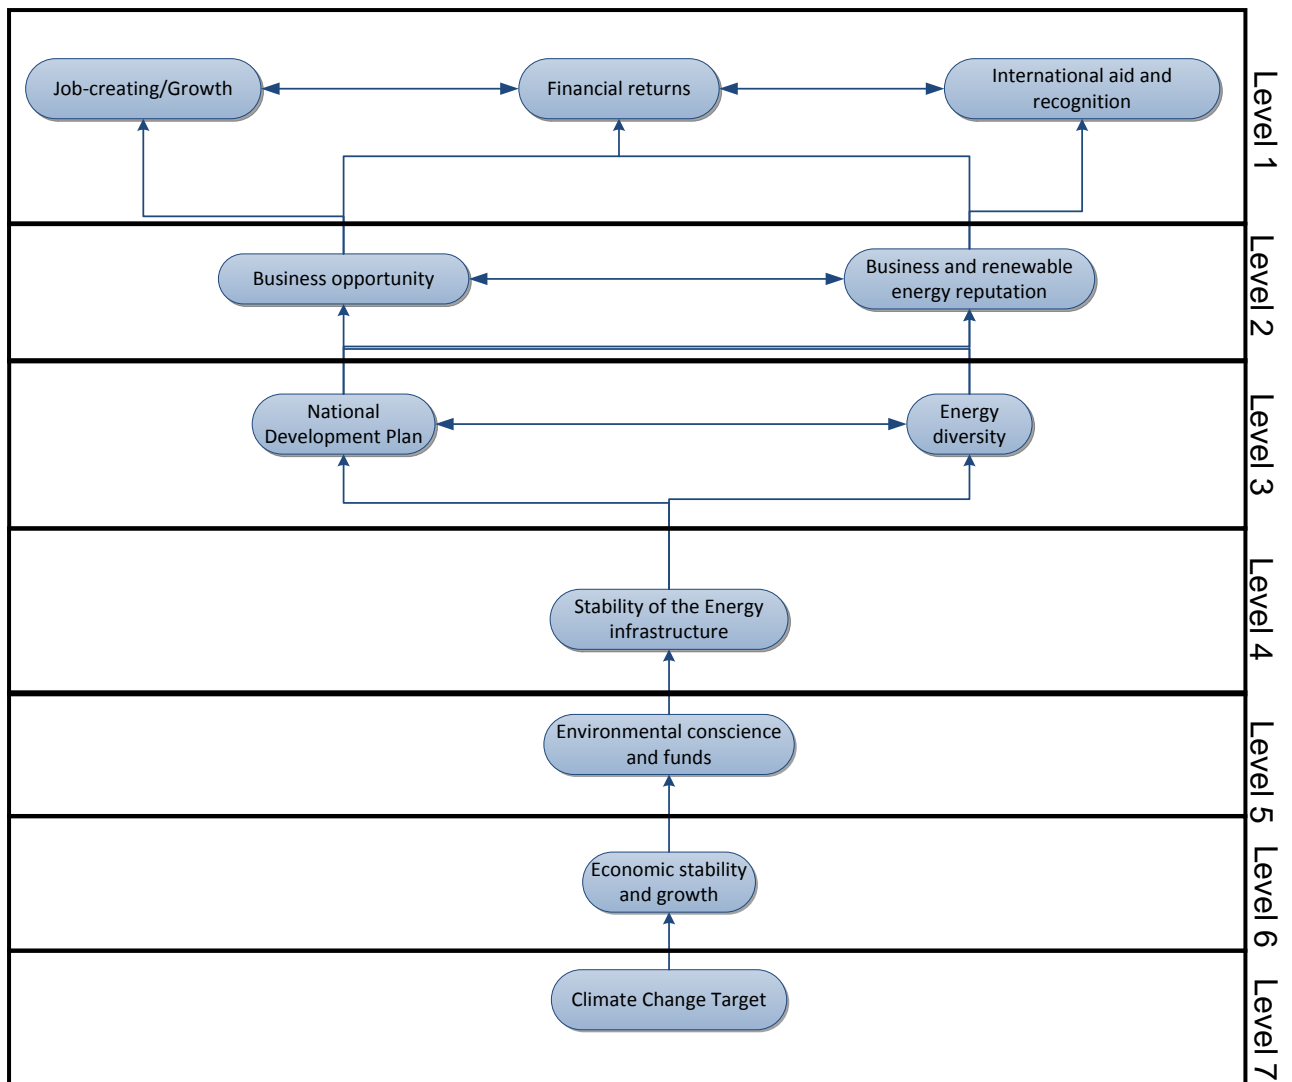 Job-creating/Growth
Financial returns
International aid and
recognition
Level 1
Business opportunity
Business and renewable
energy reputation
Level 2
National
Development Plan
Energy
diversity
Level 3
Stability of the Energy
infrastructure
Level 4
Environmental conscience
and funds
Level 5
Economic stability
and growth
Level 6
Climate Change Target
Level 7